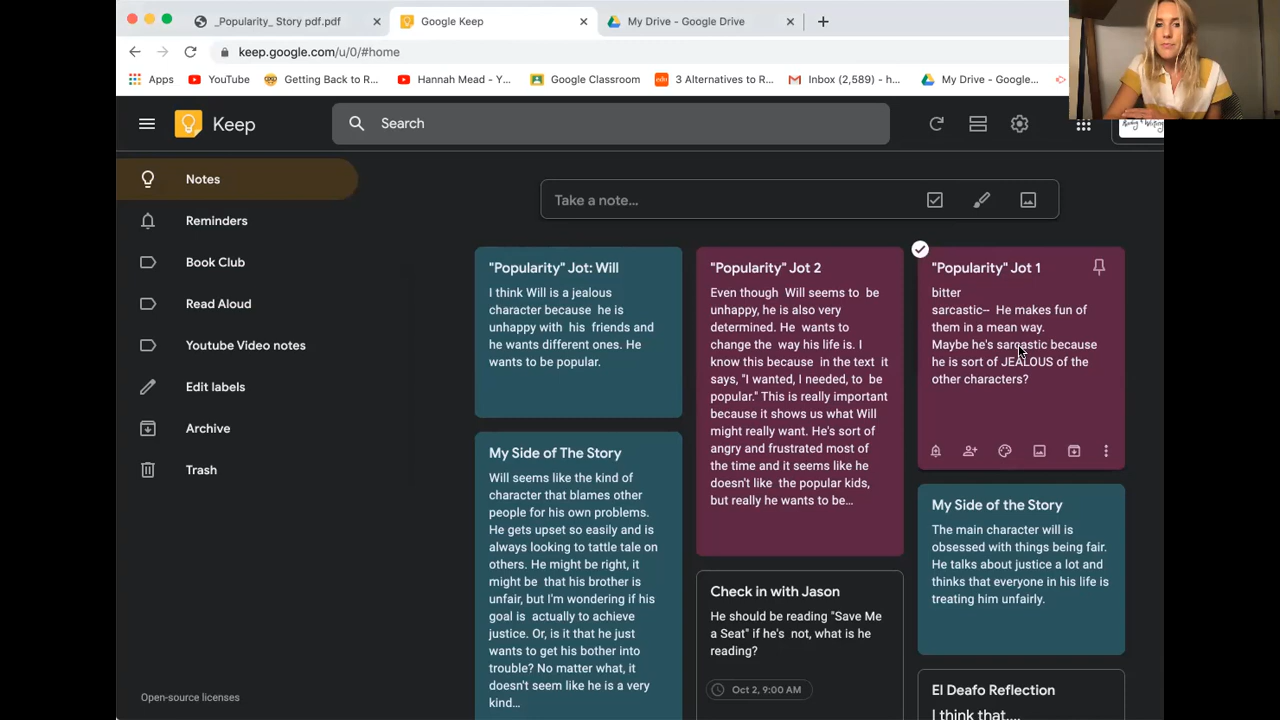 _Popularity_ Story pdf.pdf
Google Keep
My Drive - Google Drive
keep.google.com/u/0/#home
Apps
YouTube
Getting Back to R...
Hannah Mead - Y...
Google Classroom
3 Alternatives to R...
Inbox (2,589) - h...
My Drive - Google...
Keep
Search
Notes
Reminders
Book Club
Read Aloud
Youtube Video notes
Edit labels
Archive
Trash
Open-source licenses
Take a note...
"Popularity" Jot: Will
I think Will is a jealous
character because he is
unhappy with his friends and
he wants different ones. He
wants to be popular.
My Side of The Story
Will seems like the kind of
character that blames other
people for his own problems.
He gets upset so easily and is
always looking to tattle tale on
others. He might be right, it
might be that his brother is
unfair, but I'm wondering if his
goal is actually to achieve
justice. Or, is it that he just
wants to get his bother into
trouble? No matter what, it
doesn't seem like he is a very
kind...
"Popularity" Jot 2
Even though Will seems to be
unhappy, he is also very
determined. He wants to
change the way his life is. I
know this because in the text it
says, "I wanted, I needed, to be
popular." This is really important
because it shows us what Will
might really want. He's sort of
angry and frustrated most of
the time and it seems like he
doesn't like the popular kids,
but really he wants to be...
Check in with Jason
He should be reading "Save Me
a Seat" if he's not, what is he
reading?
Oct 2, 9:00 AM
"Popularity" Jot 1
bitter
sarcastic-- He makes fun of
them in a mean way.
Maybe he's sarcastic because
he is sort of JEALOUS of the
other characters?
My Side of the Story
The main character will is
obsessed with things being fair.
He talks about justice a lot and
thinks that everyone in his life is
treating him unfairly.
El Deafo Reflection
I think that....